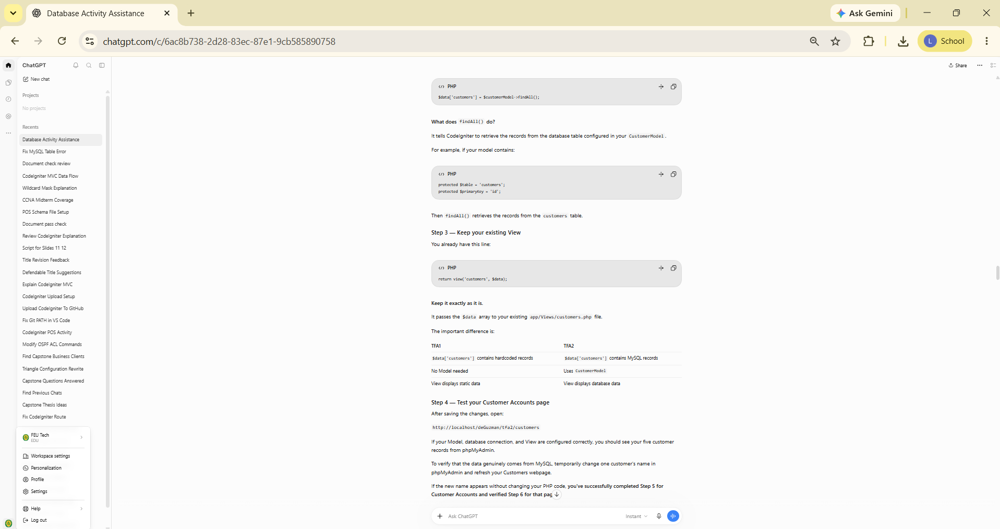 Database Activity Assistance
Ask Gemini
chatgpt.com/c/6ac8b738-2d28-83ec-87e1-9cb585890758
L School
ChatGPT
New chat
Projects
No projects
Recents
Database Activity Assistance
Fix MySQL Table Error
Document check review
CodeIgniter MVC Data Flow
Wildcard Mask Explanation
CCNA Midterm Coverage
POS Schema File Setup
Document pass check
Review CodeIgniter Explanation
Script for Slides 11 12
Title Revision Feedback
Defendable Title Suggestions
Explain CodeIgniter MVC
CodeIgniter Upload Setup
Upload CodeIgniter To GitHub
Fix Git PATH in VS Code
CodeIgniter POS Activity
Modify OSPF ACL Commands
Find Capstone Business Clients
Triangle Configuration Rewrite
Capstone Questions Answered
Find Previous Chats
Capstone Thesis Ideas
Fix CodeIgniter Route
FEU Tech
EDU
Workspace settings
Personalization
Profile
Settings
Help
Log out
Share
PHP
$data['customers'] = $customerModel->findAll();
What does findAll() do?
It tells CodeIgniter to retrieve the records from the database table configured in your CustomerModel.
For example, if your model contains:
PHP
protected $table = 'customers';
protected $primaryKey = 'id';
Then findAll() retrieves the records from the customers table.
Step 3 — Keep your existing View
You already have this line:
PHP
return view('customers', $data);
Keep it exactly as it is.
It passes the $data array to your existing app/Views/customers.php file.
The important difference is:
TFA1 TFA2
$data['customers'] contains hardcoded records $data['customers'] contains MySQL records
No Model needed Uses CustomerModel
View displays static data View displays database data
Step 4 — Test your Customer Accounts page
After saving the changes, open:
http://localhost/deGuzman/tfa2/customers
If your Model, database connection, and View are configured correctly, you should see your five customer
records from phpMyAdmin.
To verify that the data genuinely comes from MySQL, temporarily change one customer's name in
phpMyAdmin and refresh your Customers webpage.
If the new name appears without changing your PHP code, you've successfully completed Step 5 for
Customer Accounts and verified Step 6 for that pag
Ask ChatGPT
Instant